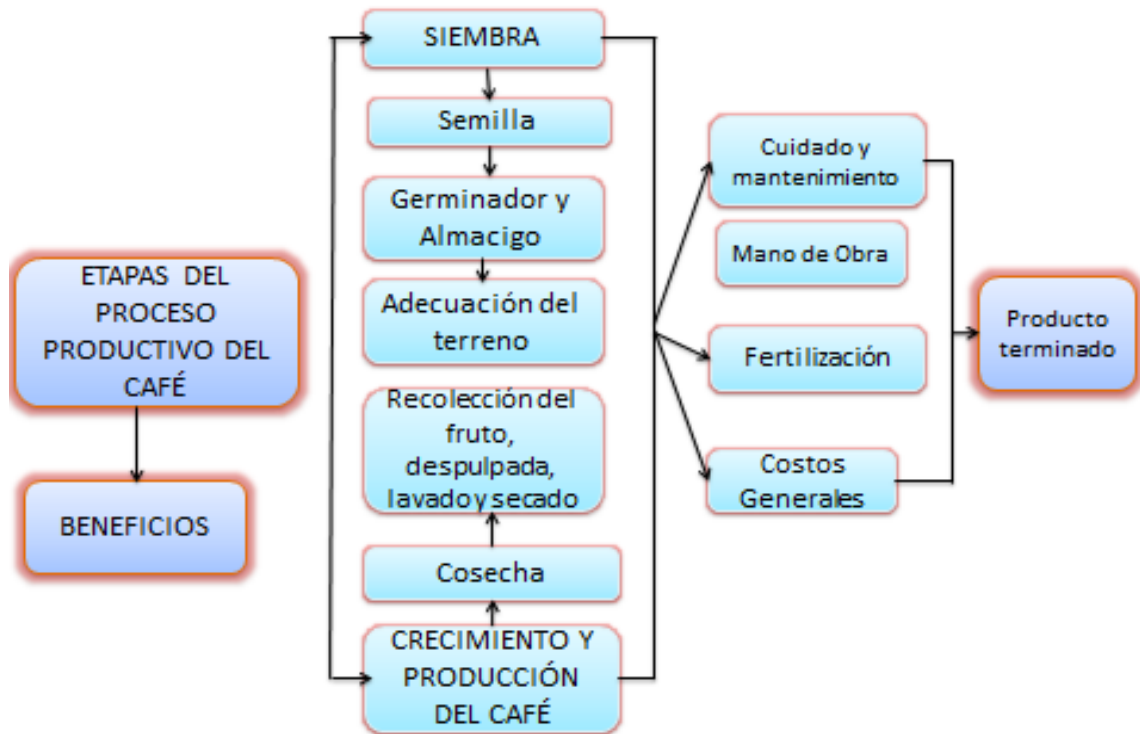 ETAPAS DEL
PROCESO
PRODUCTIVO DEL
CAFÉ
BENEFICIOS
SIEMBRA
Semilla
Germinador y
Almacigo
Adecuación del
terreno
Recolección del
fruto,
despulpada,
lavado y secado
Cosecha
CRECIMIENTO Y
PRODUCCIÓN
DEL CAFÉ
Cuidado y
mantenimiento
Mano de Obra
Fertilización
Costos
Generales
Producto
terminado